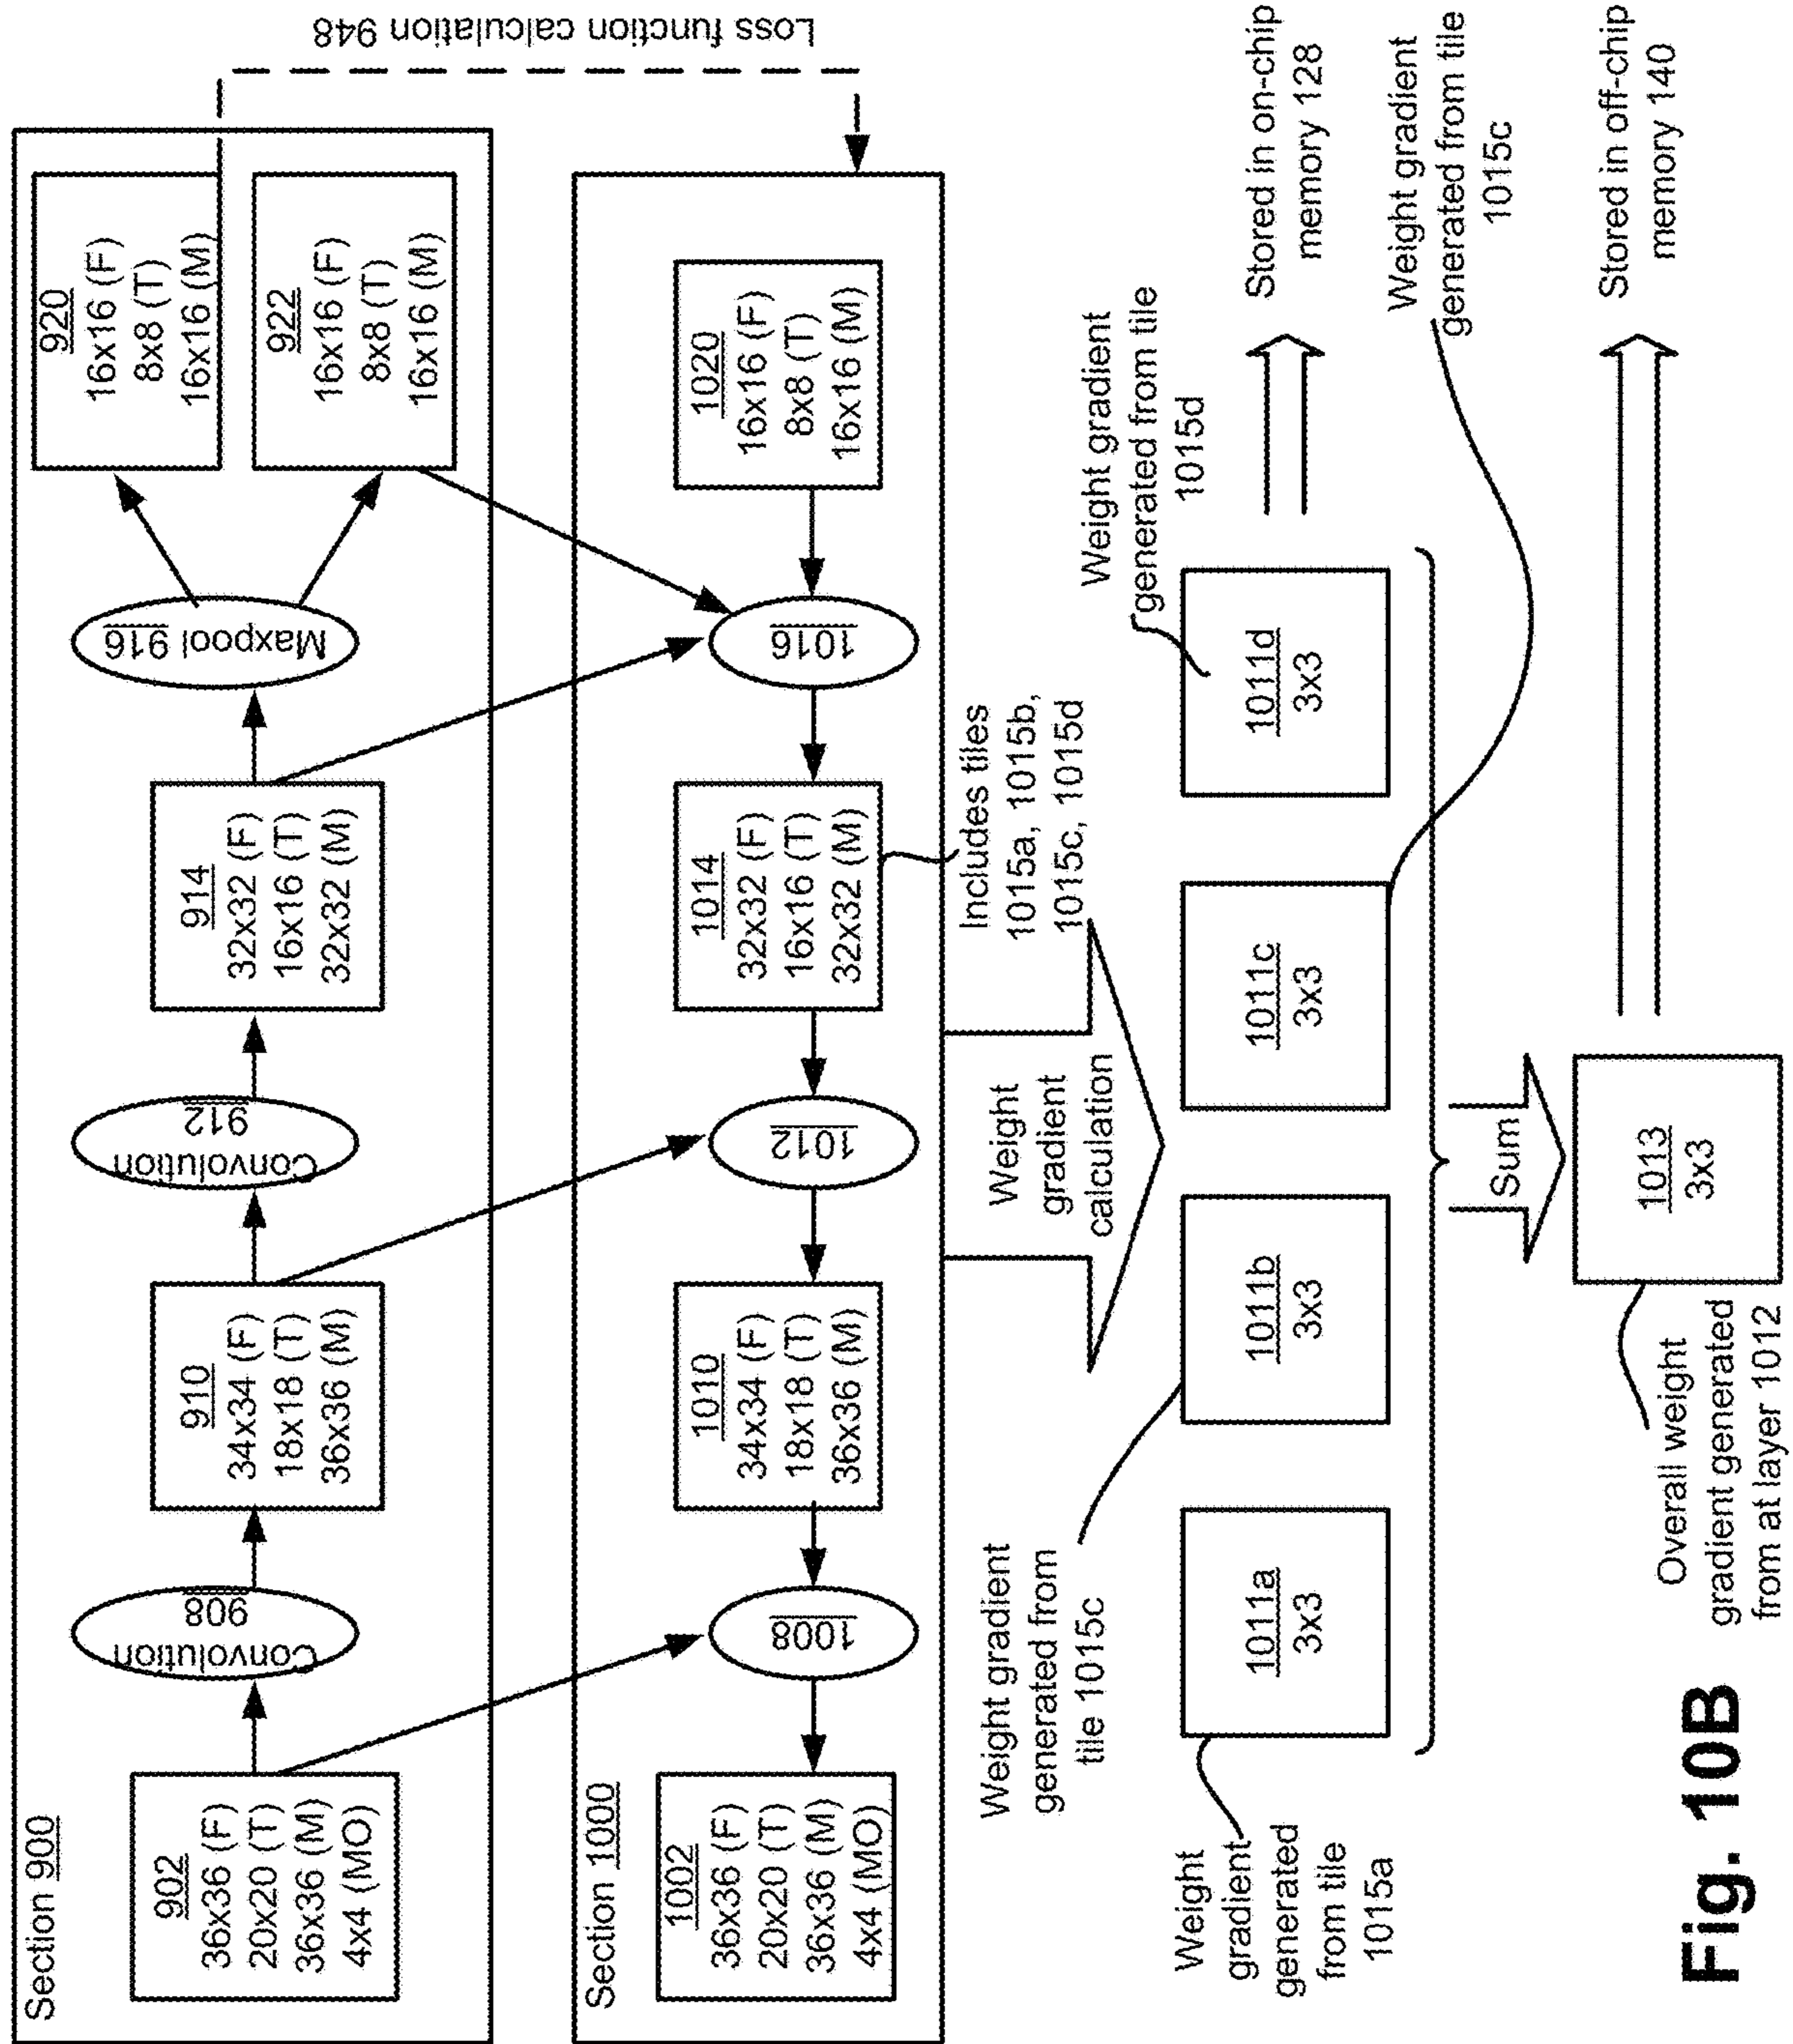 Section 900
902
36x36 (F)
20x20 (T)
36x36 (M)
4x4 (MO)
Convolution
908
910
34x34 (F)
18x18 (T)
36x36 (M)
Convolution
912
914
32x32 (F)
16x16 (T)
32x32 (M)
Maxpool 916
920
16x16 (F)
8x8 (T)
16x16 (M)
922
16x16 (F)
8x8 (T)
16x16 (M)
Loss function calculation 948
Section 1000
1002
36x36 (F)
20x20 (T)
36x36 (M)
4x4 (MO)
1008
1010
34x34 (F)
18x18 (T)
36x36 (M)
1012
1014
32x32 (F)
16x16 (T)
32x32 (M)
1016
1020
16x16 (F)
8x8 (T)
16x16 (M)
Includes tiles
1015a, 1015b,
1015c, 1015d
Weight
gradient
calculation
Weight gradient
generated from
tile 1015c
Weight gradient
generated from tile
1015d
Weight
gradient
generated
from tile
1015a
1011a
3x3
1011b
3x3
1011c
3x3
1011d
3x3
Stored in on-chip
memory 128
Weight gradient
generated from tile
1015c
Sum
1013
3x3
Overall weight
gradient generated
from at layer 1012
Stored in off-chip
memory 140
Fig. 10B